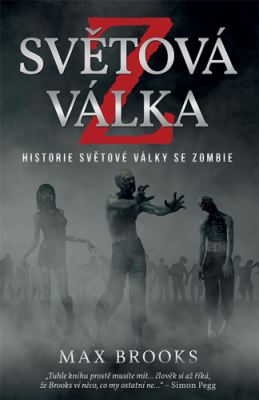 SVĚTOVÁ
Z
VÁLKA
HISTORIE SVĚTOVÉ VÁLKY SE ZOMBIE
MAX BROOKS
„Tuhle knihu prostě musíte mít... člověk si až říká,
že Brooks ví něco, co my ostatní ne...“ – Simon Pegg